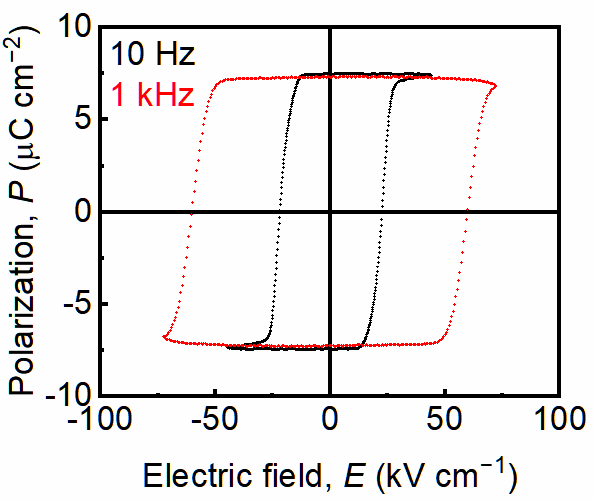 10
10 Hz
1 kHz
5
0
-5
-10
-100
-50
0
50
100
Polarization, P (μC cm⁻²)
Electric field, E (kV cm⁻¹)